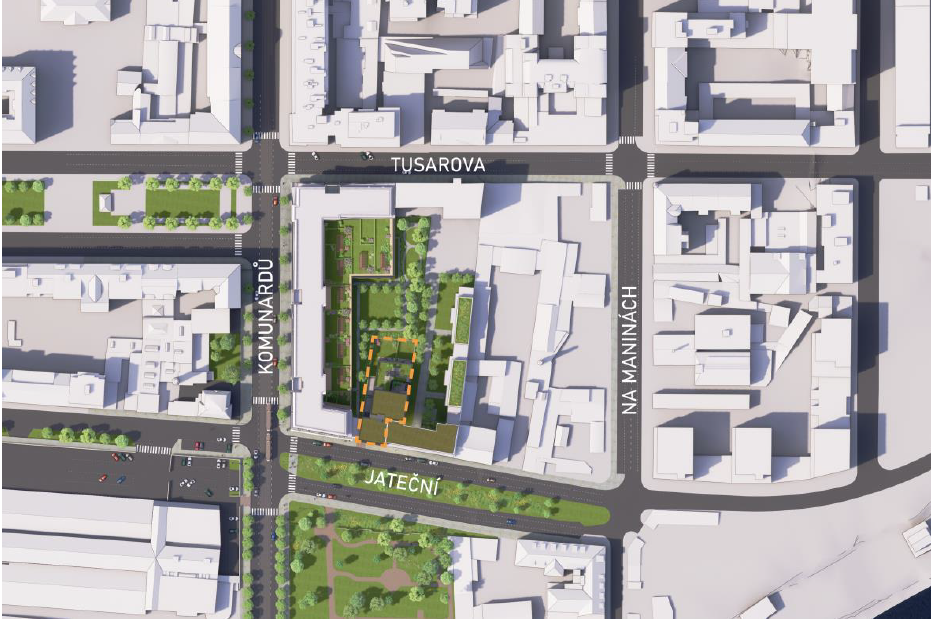 TUSAROVA
KOMUNARDŮ
NA MANINÁCH
JATEČNÍ